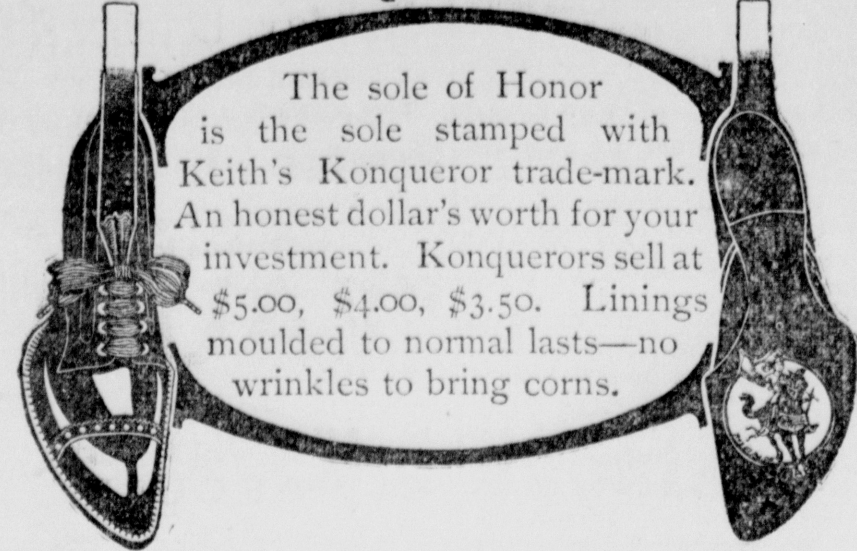 The sole of Honor
is the sole stamped with
Keith's Konqueror trade-mark.
An honest dollar's worth for your
investment. Konquerors sell at
$5.00, $4.00, $3.50. Linings
moulded to normal lasts—no
wrinkles to bring corns.